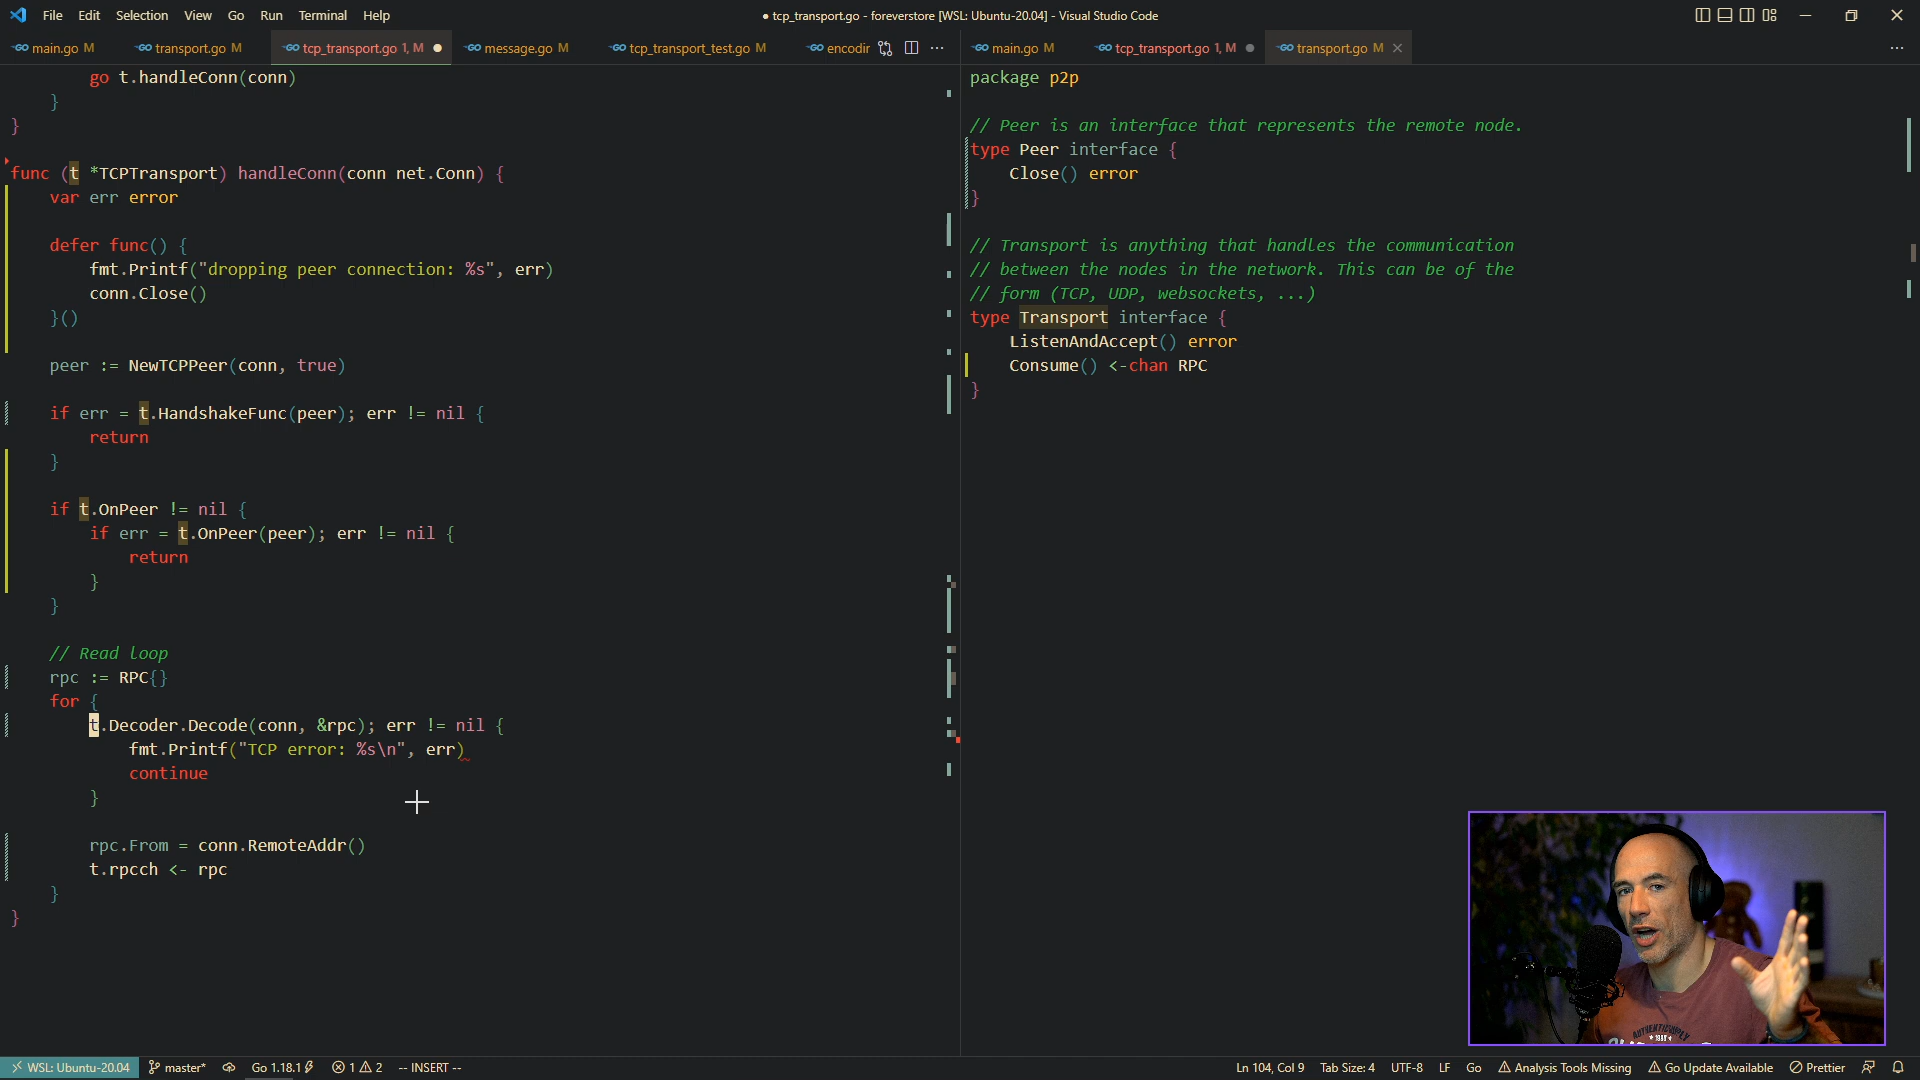 File Edit Selection View Go Run Terminal Help
● tcp_transport.go - foreverstore [WSL: Ubuntu-20.04] - Visual Studio Code
main.go M transport.go M tcp_transport.go 1, M message.go M tcp_transport_test.go M encodir
main.go M tcp_transport.go 1, M transport.go M
go t.handleConn(conn)
}
}
func (t *TCPTransport) handleConn(conn net.Conn) {
var err error
defer func() {
fmt.Printf("dropping peer connection: %s", err)
conn.Close()
}()
peer := NewTCPPeer(conn, true)
if err = t.HandshakeFunc(peer); err != nil {
return
}
if t.OnPeer != nil {
if err = t.OnPeer(peer); err != nil {
return
}
}
// Read loop
rpc := RPC{}
for {
t.Decoder.Decode(conn, &rpc); err != nil {
fmt.Printf("TCP error: %s\n", err)
continue
}
rpc.From = conn.RemoteAddr()
t.rpcch <- rpc
}
}
package p2p
// Peer is an interface that represents the remote node.
type Peer interface {
Close() error
}
// Transport is anything that handles the communication
// between the nodes in the network. This can be of the
// form (TCP, UDP, websockets, ...)
type Transport interface {
ListenAndAccept() error
Consume() <-chan RPC
}
WSL: Ubuntu-20.04 master* Go 1.18.1 1 2 -- INSERT --
Ln 104, Col 9 Tab Size: 4 UTF-8 LF Go Analysis Tools Missing Go Update Available Prettier